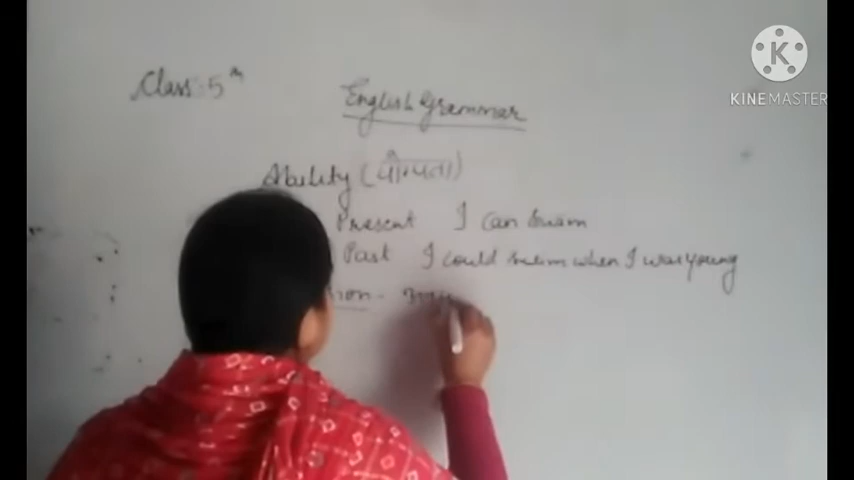 Class:-5th
English Grammar
Ability (योग्यता)
Present I can swim
Past I could swim when I was young
K
KINEMASTER